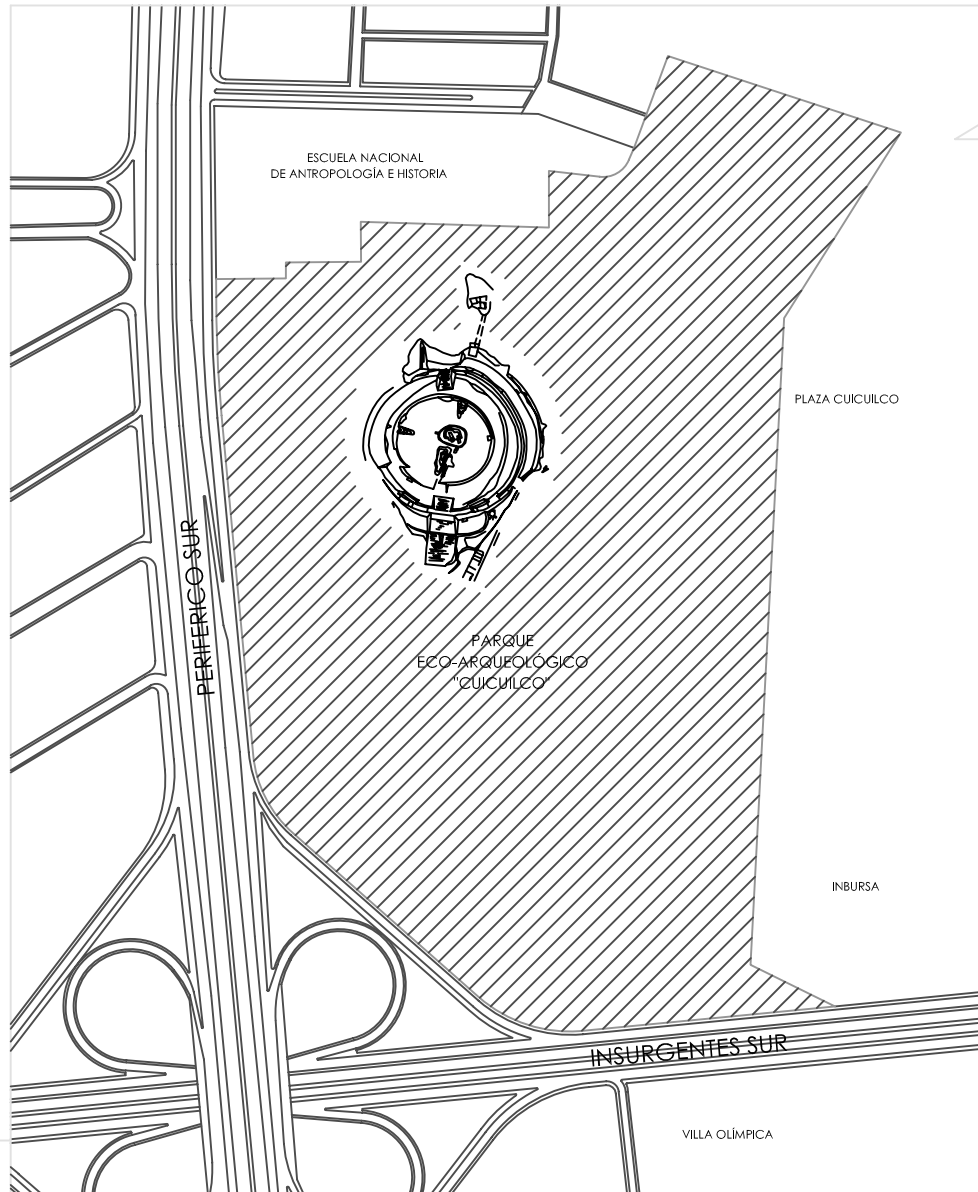 ESCUELA NACIONAL
DE ANTROPOLOGÍA E HISTORIA
PLAZA CUICUILCO
PERIFERICO SUR
PARQUE
ECO-ARQUEOLÓGICO
"CUICUILCO"
INBURSA
INSURGENTES SUR
VILLA OLÍMPICA